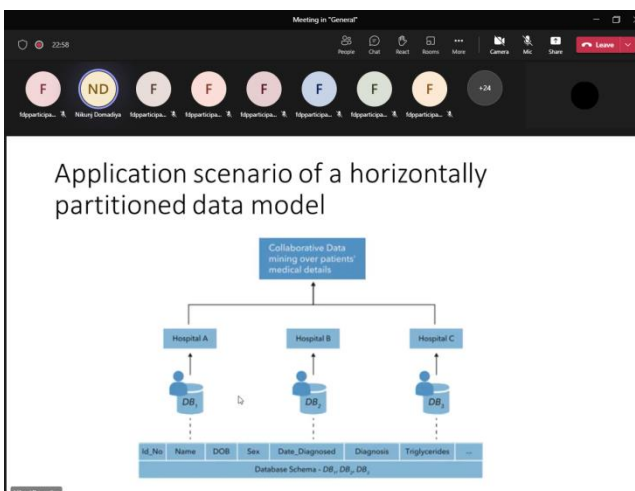 Meeting in "General"
22:58
People Chat React Rooms More Camera Mic Share Leave
F ND F F F F F F +24
fdpparticipa... Nikunj Domadiya fdpparticipa... fdpparticipa... fdpparticipa... fdpparticipa... fdpparticipa... fdpparticipa...
Application scenario of a horizontally
partitioned data model
Collaborative Data
mining over patients'
medical details
Hospital A Hospital B Hospital C
DB1 DB2 DB3
Id_No Name DOB Sex Date_Diagnosed Diagnosis Triglycerides ...
Database Schema - DB1, DB2, DB3